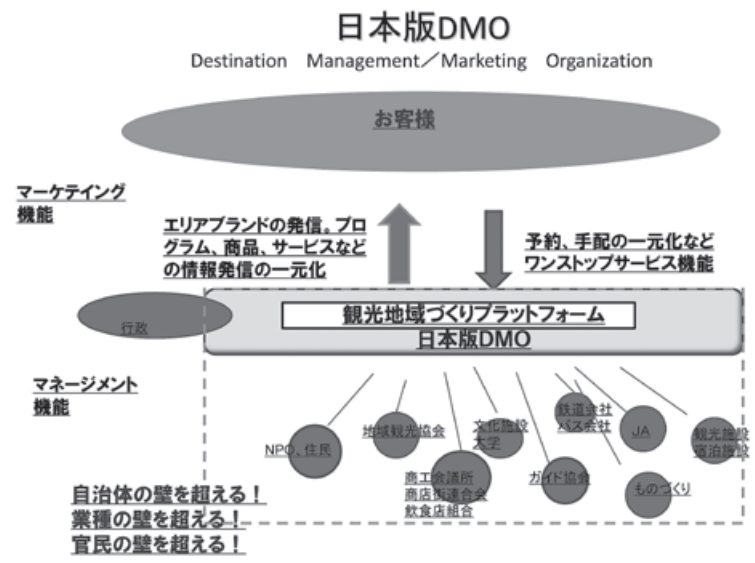 日本版DMO
Destination Management／Marketing Organization
お客様
マーケテイング
機能
エリアブランドの発信。プロ
グラム、商品、サービスなど
の情報発信の一元化
予約、手配の一元化など
ワンストップサービス機能
行政
観光地域づくりプラットフォーム
日本版DMO
マネージメント
機能
NPO、住民
地域観光協会
商工会議所
商店街連合会
飲食店組合
文化施設
大学
ガイド協会
鉄道会社
バス会社
JA
ものづくり
観光施設
宿泊施設
自治体の壁を超える！
業種の壁を超える！
官民の壁を超える！